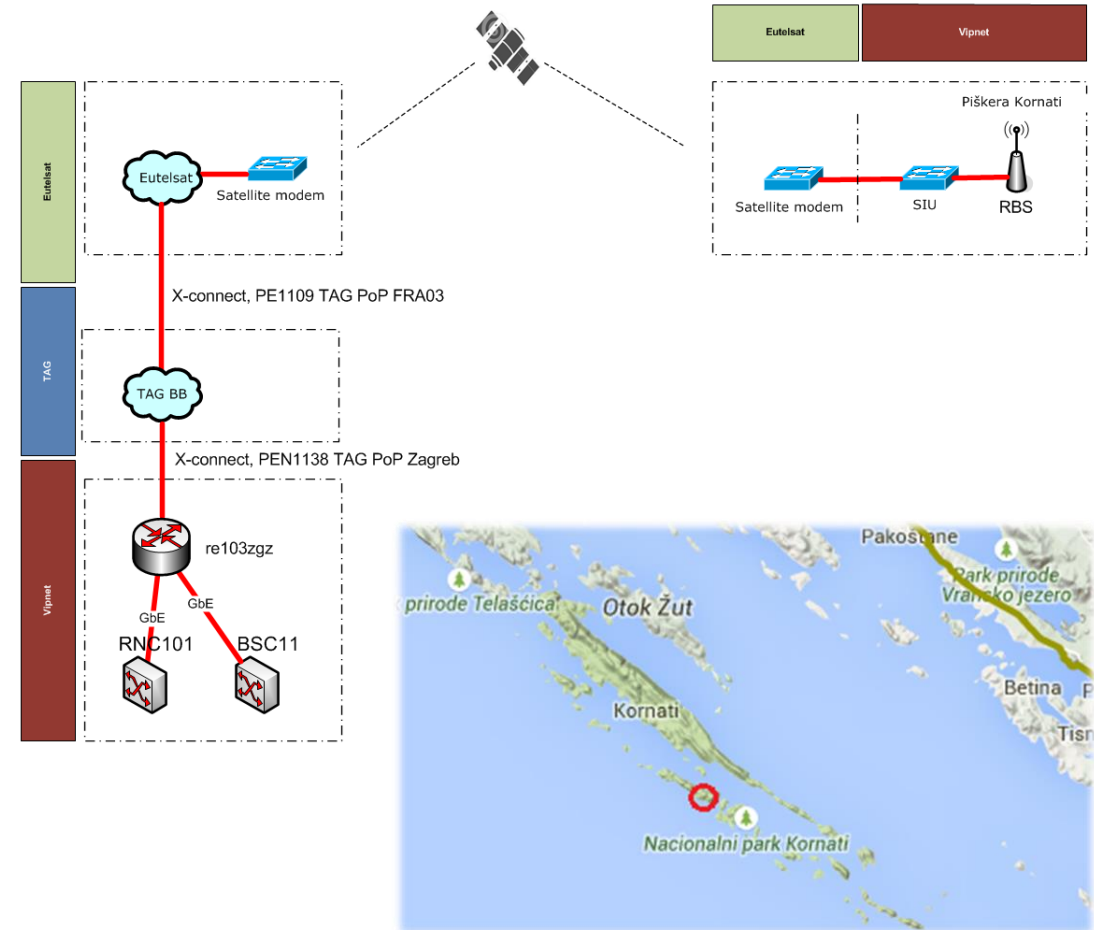 Eutelsat
Vipnet
Piškera Kornati
Satellite modem
SIU
RBS
Eutelsat
Eutelsat
Satellite modem
X-connect, PE1109 TAG PoP FRA03
TAG
TAG BB
X-connect, PEN1138 TAG PoP Zagreb
Vipnet
re103zgz
GbE
GbE
RNC101
BSC11
Pakoštane
Park prirode
Vransko jezero
prirode Telašćica
Otok Žut
Betina
Kornati
Nacionalni park Kornati